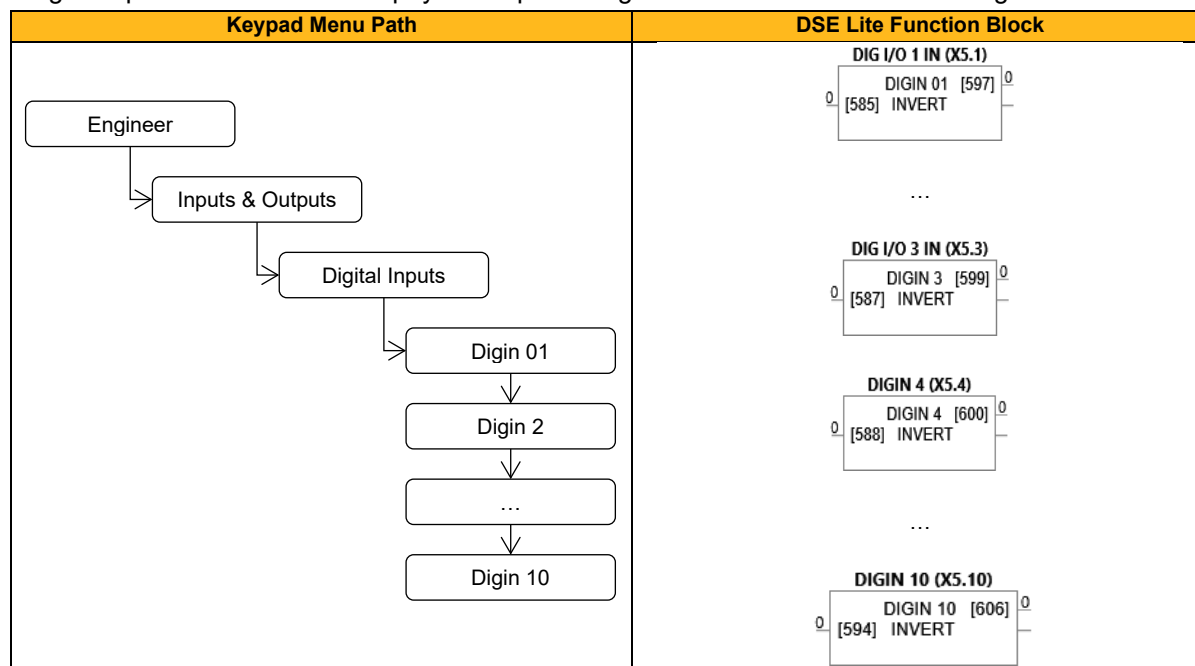 Keypad Menu Path
DSE Lite Function Block
Engineer
Inputs & Outputs
Digital Inputs
Digin 01
Digin 2
…
Digin 10
DIG I/O 1 IN (X5.1)
DIGIN 01 [597] 0
0 [585] INVERT
…
DIG I/O 3 IN (X5.3)
DIGIN 3 [599] 0
0 [587] INVERT
DIGIN 4 (X5.4)
DIGIN 4 [600] 0
0 [588] INVERT
…
DIGIN 10 (X5.10)
DIGIN 10 [606] 0
0 [594] INVERT